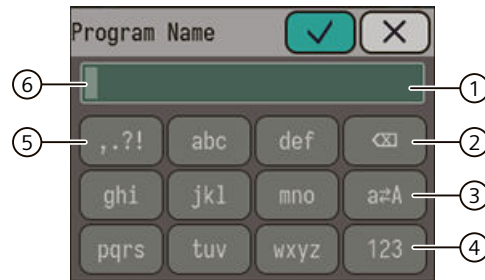 Program Name
⑥ ①
⑤ ,.?! abc def ②
ghi jkl mno a⇄A ③
pqrs tuv wxyz 123 ④